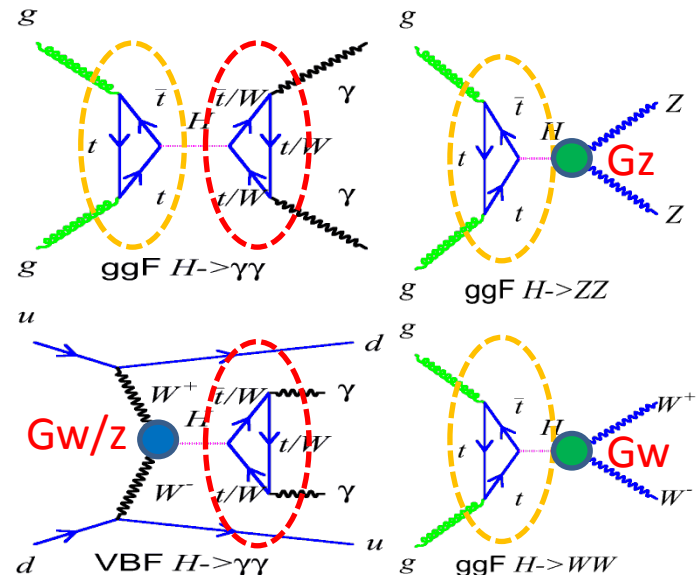 g
t̄
t
t
g
H
t̄/W
t/W
t/W
γ
γ
ggF H->γγ
g
t̄
t
t
g
H
Gz
Z
Z
ggF H->ZZ
u
d
W⁺
Gw/z
W⁻
H
t̄/W
t/W
t/W
γ
γ
d
u
VBF H->γγ
g
t̄
t
t
g
H
Gw
W⁺
W⁻
ggF H->WW